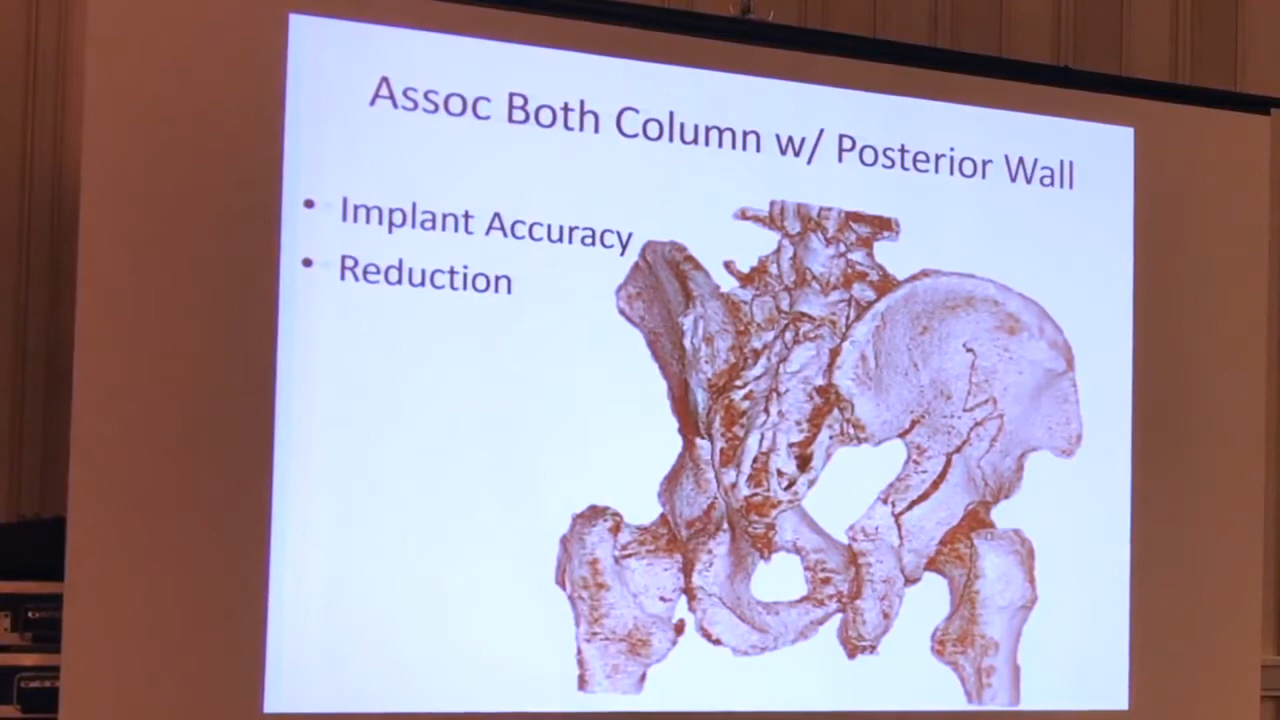 Assoc Both Column w/ Posterior Wall
• Implant Accuracy
• Reduction